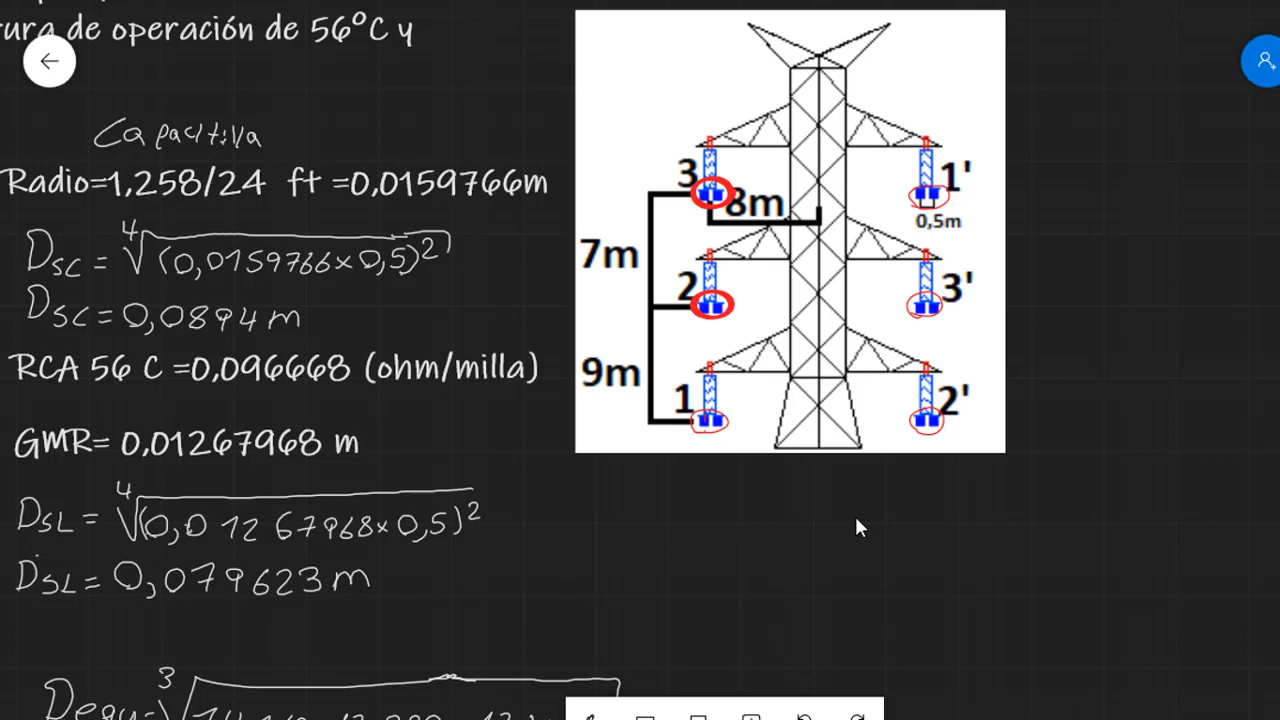 tura de operación de 56°C y
Capacitilla
Radio=1,258/24 ft =0,0159766m
DSC = ⁴√(0,0159766×0,5)²
DSC = 0,0894 m
RCA 56 C =0,096668 (ohm/milla)
GMR= 0,01267968 m
DSL = ⁴√(0,01267968×0,5)²
DSL = 0,079623 m
3
1'
8m
0,5m
7m
2
3'
9m
1
2'